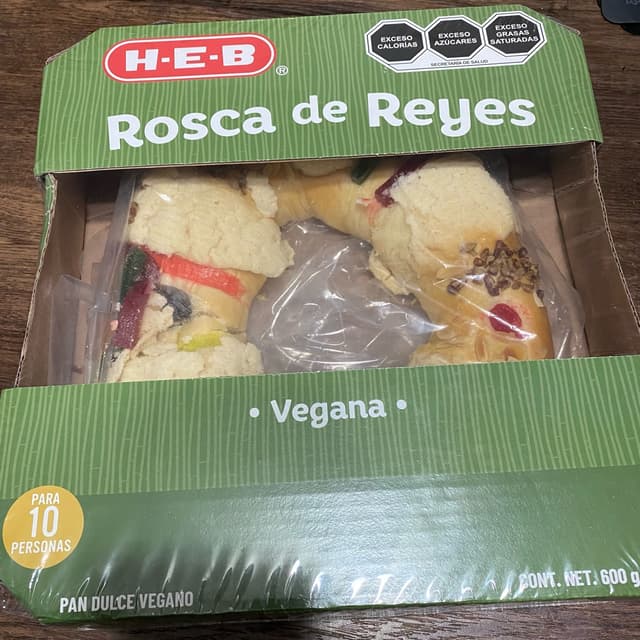 H-E-B
®
EXCESO
CALORÍAS
EXCESO
AZÚCARES
EXCESO
GRASAS
SATURADAS
SECRETARÍA DE SALUD
Rosca de Reyes
• Vegana •
PARA
10
PERSONAS
PAN DULCE VEGANO
CONT. NET. 600 g